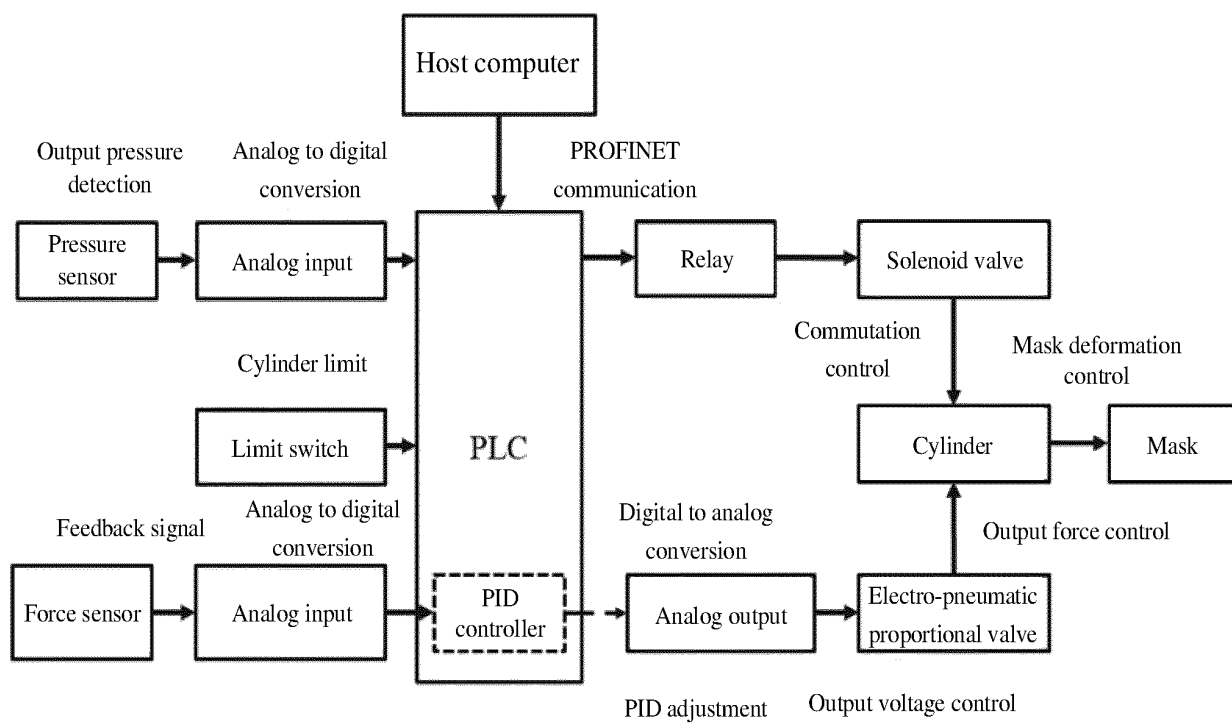 Host computer
Output pressure
detection
Analog to digital
conversion
PROFINET
communication
Pressure
sensor
Analog input
Relay
Solenoid valve
Commutation
control
Mask deformation
control
Cylinder limit
Limit switch
PLC
Cylinder
Mask
Feedback signal
Analog to digital
conversion
Digital to analog
conversion
Output force control
Force sensor
Analog input
PID
controller
Analog output
Electro-pneumatic
proportional valve
PID adjustment
Output voltage control